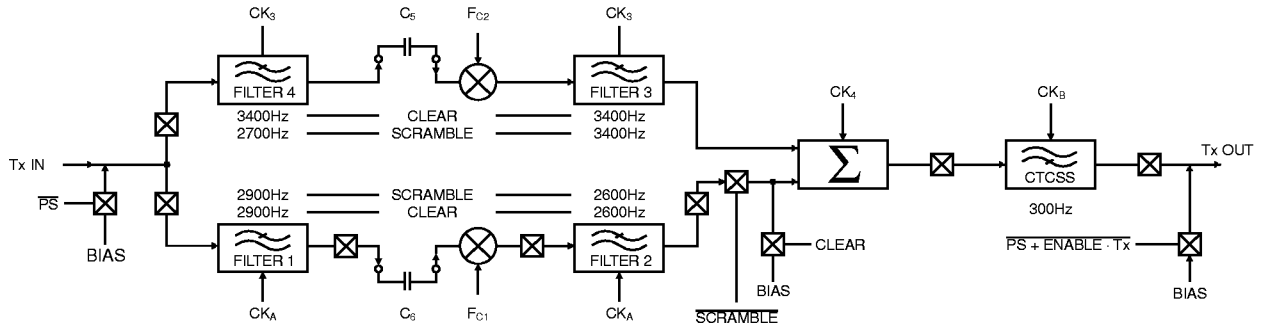 CK3 C5 FC2 CK3
FILTER 4 FILTER 3
3400Hz CLEAR 3400Hz
2700Hz SCRAMBLE 3400Hz
CK4 CKB
Tx IN Σ Tx OUT
CTCSS
300Hz
PS
BIAS
2900Hz SCRAMBLE 2600Hz
2900Hz CLEAR 2600Hz
FILTER 1 FILTER 2
CLEAR
PS + ENABLE · Tx
BIAS
BIAS
CKA C6 FC1 CKA
SCRAMBLE